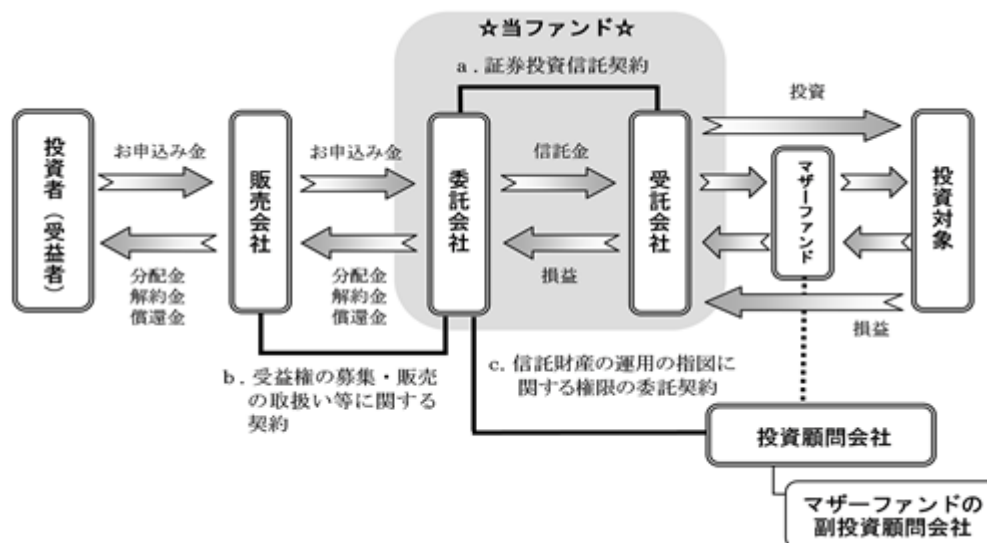 ☆当ファンド☆
a．証券投資信託契約
投資者（受益者）
お申込み金
分配金
解約金
償還金
販売会社
お申込み金
分配金
解約金
償還金
委託会社
信託金
損益
受託会社
投資
マザーファンド
損益
投資対象
b．受益権の募集・販売
の取扱い等に関する
契約
c．信託財産の運用の指図に
関する権限の委託契約
投資顧問会社
マザーファンドの
副投資顧問会社